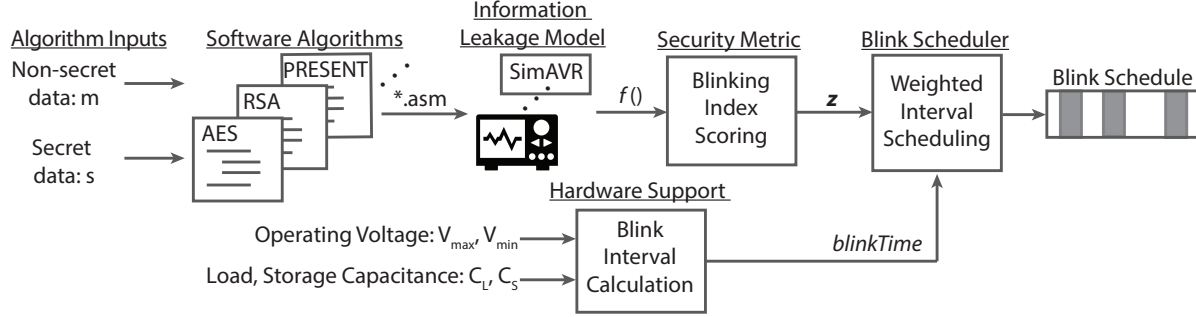 Algorithm Inputs
Non-secret
data: m
Secret
data: s
Software Algorithms
PRESENT
RSA
AES
*.asm
Information
Leakage Model
SimAVR
f()
Security Metric
Blinking
Index
Scoring
z
Blink Scheduler
Weighted
Interval
Scheduling
Blink Schedule
Hardware Support
Operating Voltage: Vmax, Vmin
Load, Storage Capacitance: CL, CS
Blink
Interval
Calculation
blinkTime